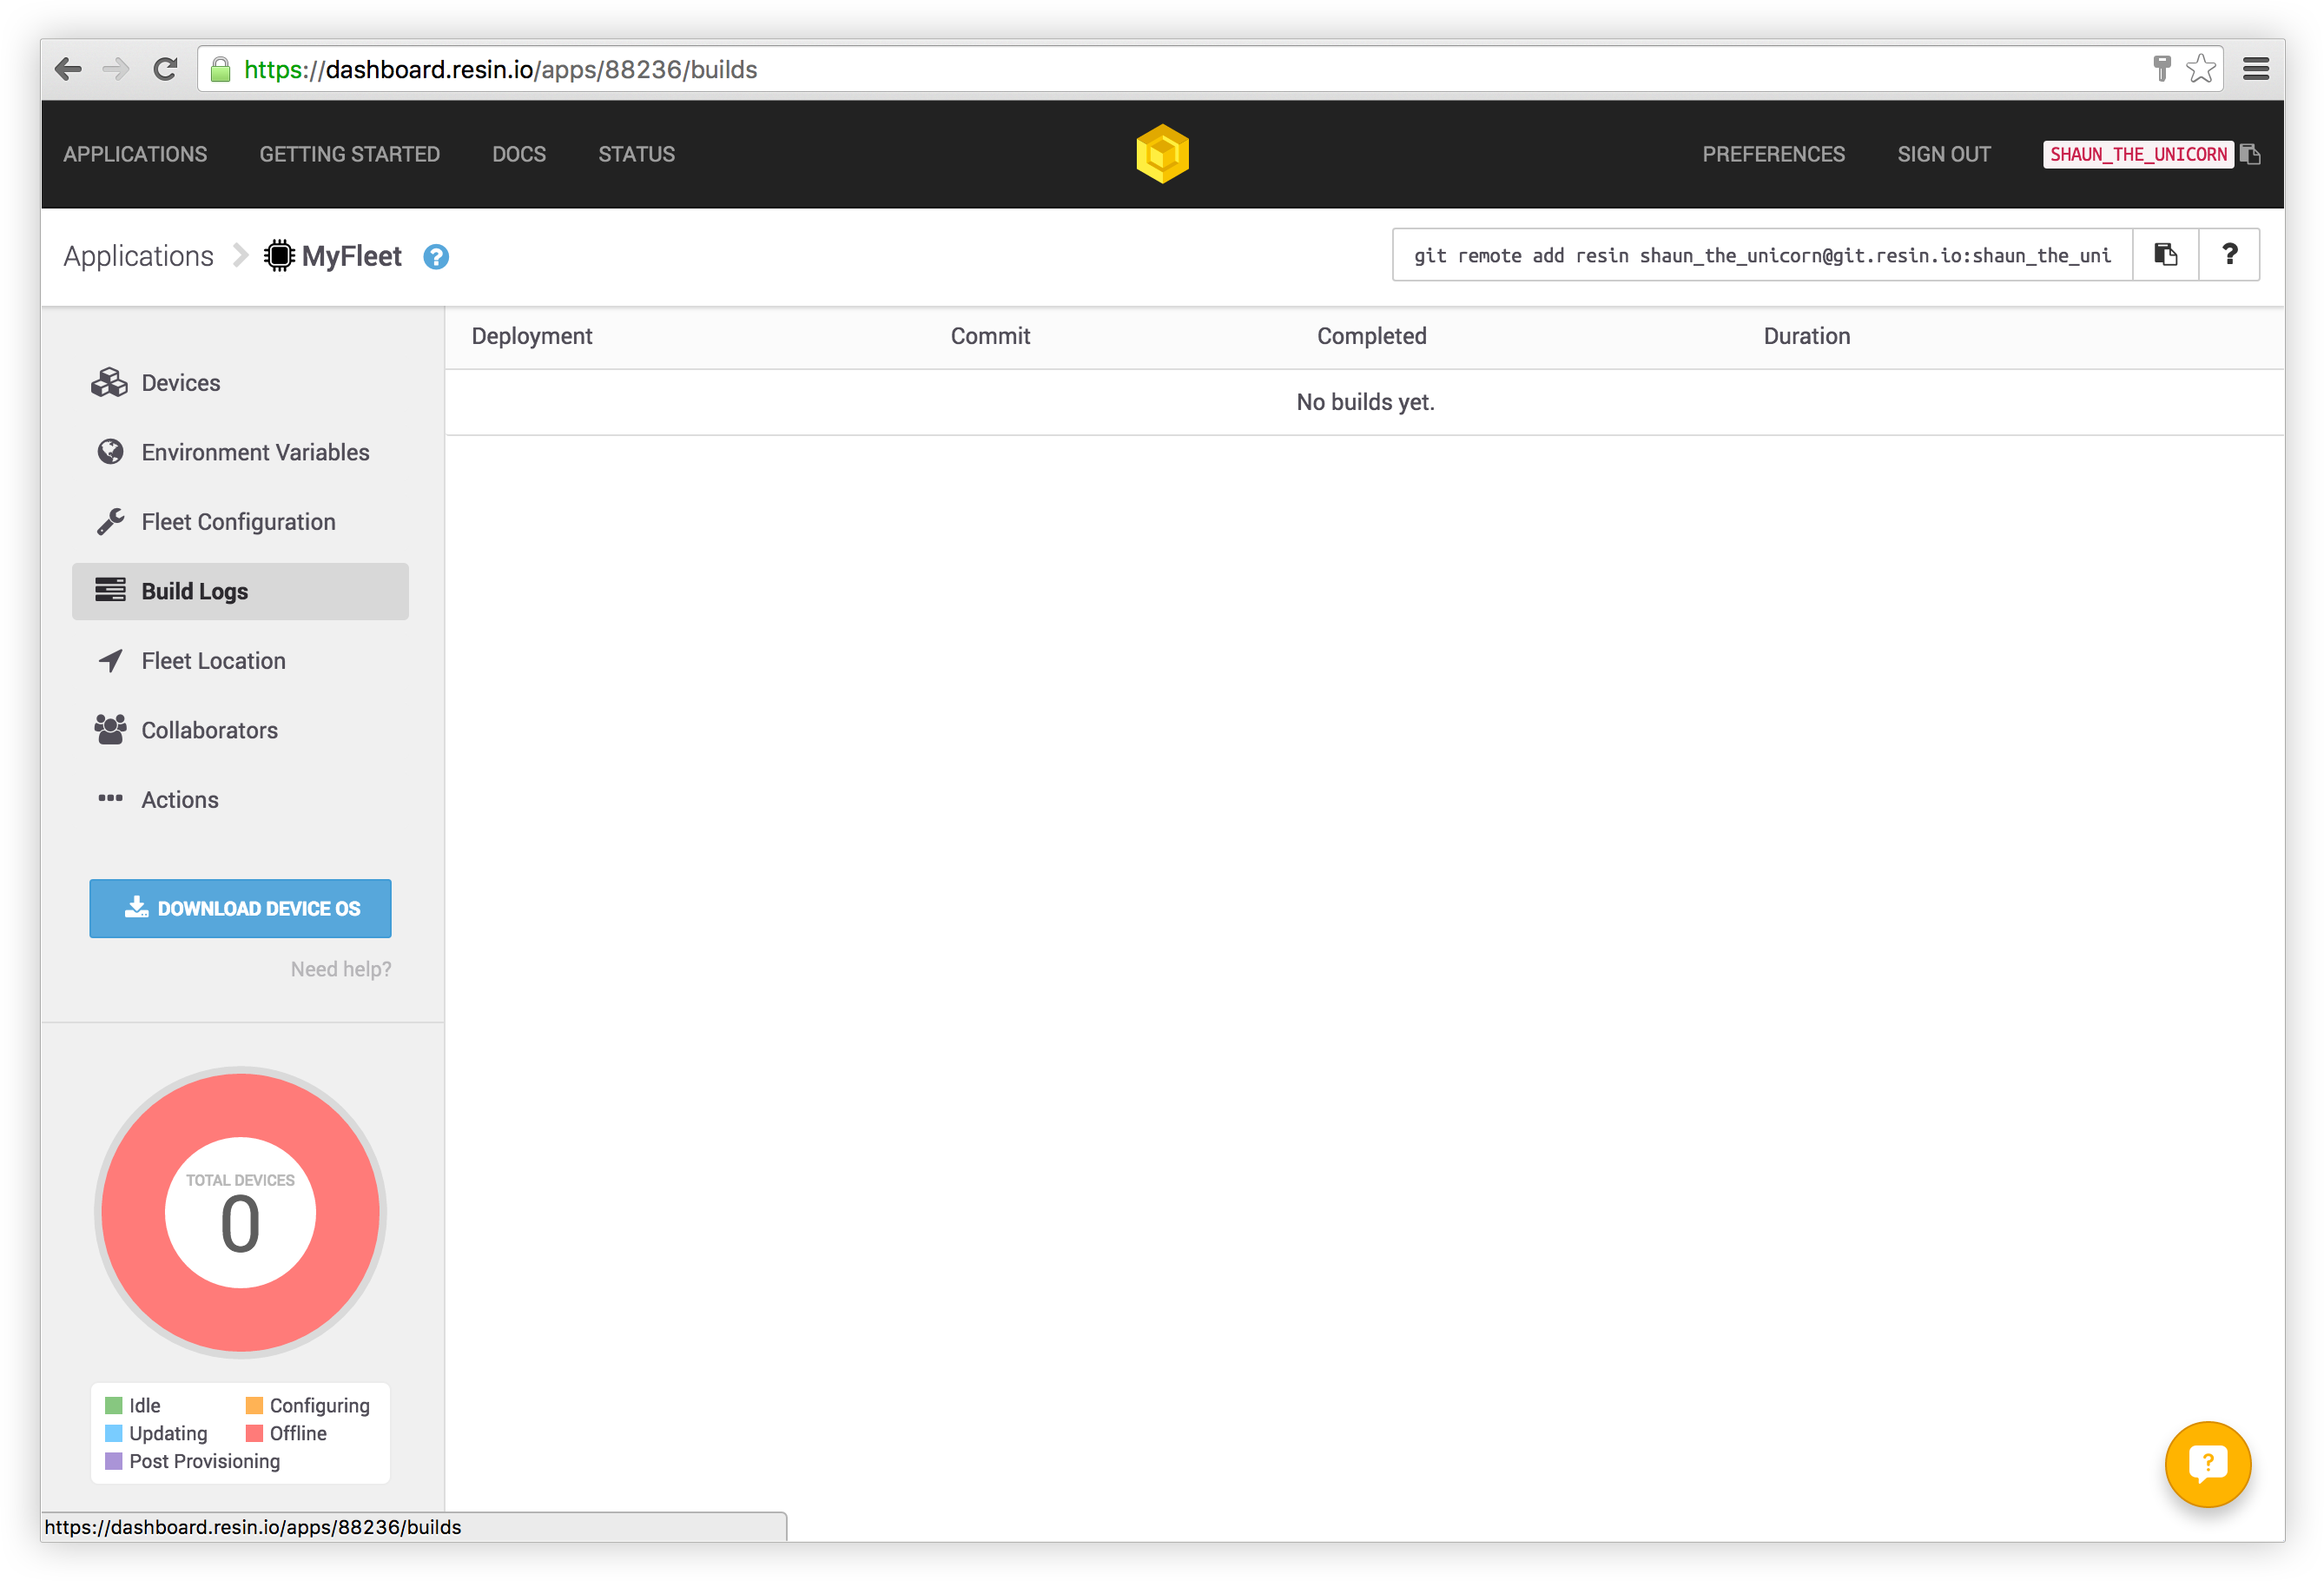 https://dashboard.resin.io/apps/88236/builds
APPLICATIONS GETTING STARTED DOCS STATUS PREFERENCES SIGN OUT SHAUN_THE_UNICORN
Applications MyFleet ? git remote add resin shaun_the_unicorn@git.resin.io:shaun_the_uni ?
Deployment Commit Completed Duration
No builds yet.
Devices
Environment Variables
Fleet Configuration
Build Logs
Fleet Location
Collaborators
Actions
DOWNLOAD DEVICE OS
Need help?
TOTAL DEVICES
0
Idle Configuring
Updating Offline
Post Provisioning
?
https://dashboard.resin.io/apps/88236/builds